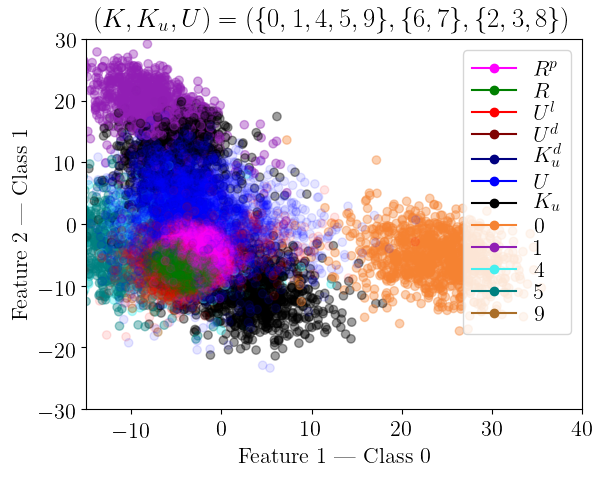 (K, K_u, U) = ({0, 1, 4, 5, 9}, {6, 7}, {2, 3, 8})
30
20
10
0
−10
−20
−30
Feature 2 — Class 1
R^p
R
U^l
U^d
K_u^d
U
K_u
0
1
4
5
9
−10
0
10
20
30
40
Feature 1 — Class 0